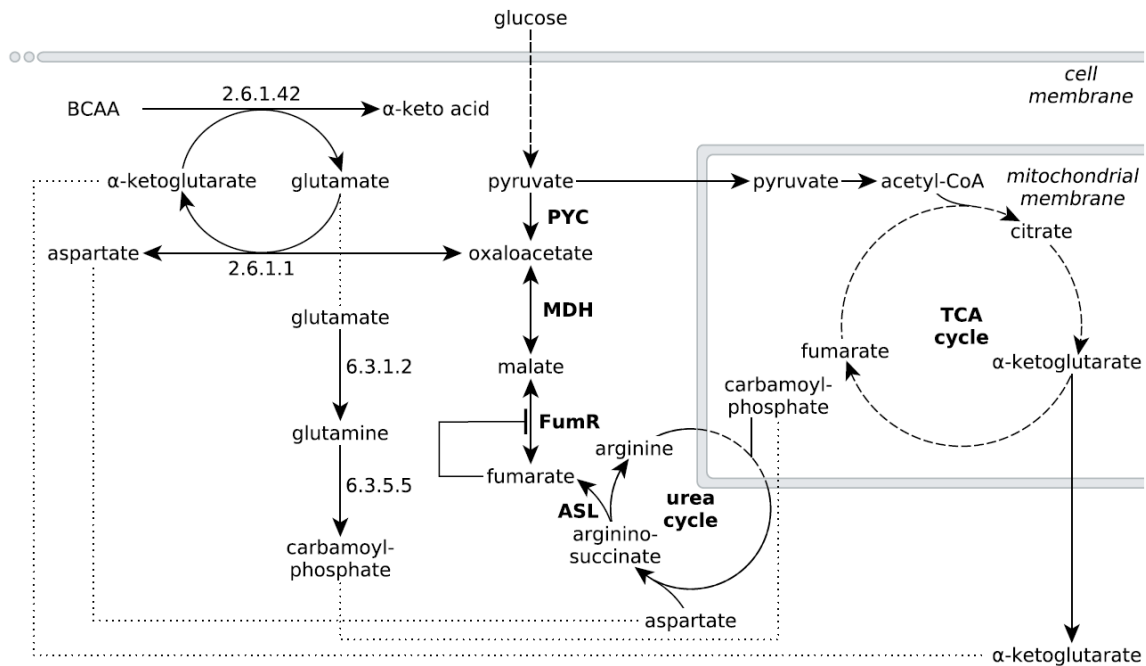 glucose
cell
membrane
2.6.1.42
BCAA
α-keto acid
α-ketoglutarate
glutamate
pyruvate
pyruvate
acetyl-CoA
mitochondrial
membrane
PYC
citrate
aspartate
oxaloacetate
2.6.1.1
MDH
glutamate
TCA
cycle
fumarate
α-ketoglutarate
6.3.1.2
malate
carbamoyl-
phosphate
FumR
glutamine
arginine
fumarate
6.3.5.5
ASL
urea
cycle
arginino-
succinate
carbamoyl-
phosphate
aspartate
α-ketoglutarate